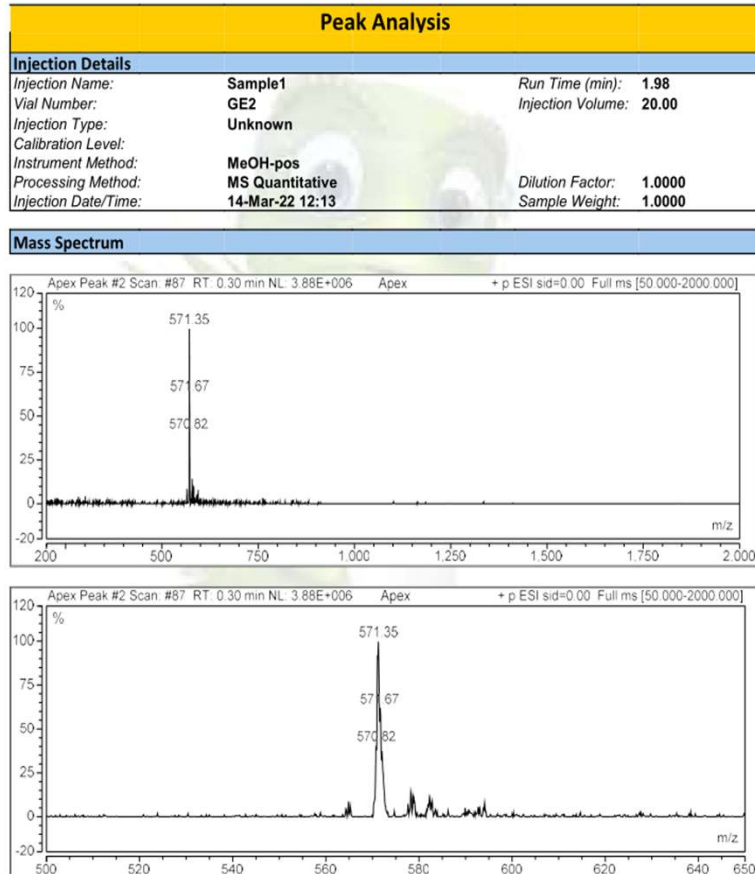 Peak Analysis
Injection Details
Injection Name: Sample1 Run Time (min): 1.98
Vial Number: GE2 Injection Volume: 20.00
Injection Type: Unknown
Calibration Level:
Instrument Method: MeOH-pos
Processing Method: MS Quantitative Dilution Factor: 1.0000
Injection Date/Time: 14-Mar-22 12:13 Sample Weight: 1.0000
Mass Spectrum
Apex Peak #2 Scan: #87 RT: 0.30 min NL: 3.88E+006 Apex + p ESI sid=0.00 Full ms [50.000-2000.000]
120
%
571.35
100
75
571.67
50
570.82
25
0
m/z
-20
200 500 750 1.000 1.250 1.500 1.750 2.000
Apex Peak #2 Scan: #87 RT: 0.30 min NL: 3.88E+006 Apex + p ESI sid=0.00 Full ms [50.000-2000.000]
120
%
571.35
100
75
571.67
50
570.82
25
0
m/z
-20
500 520 540 560 580 600 620 640 650